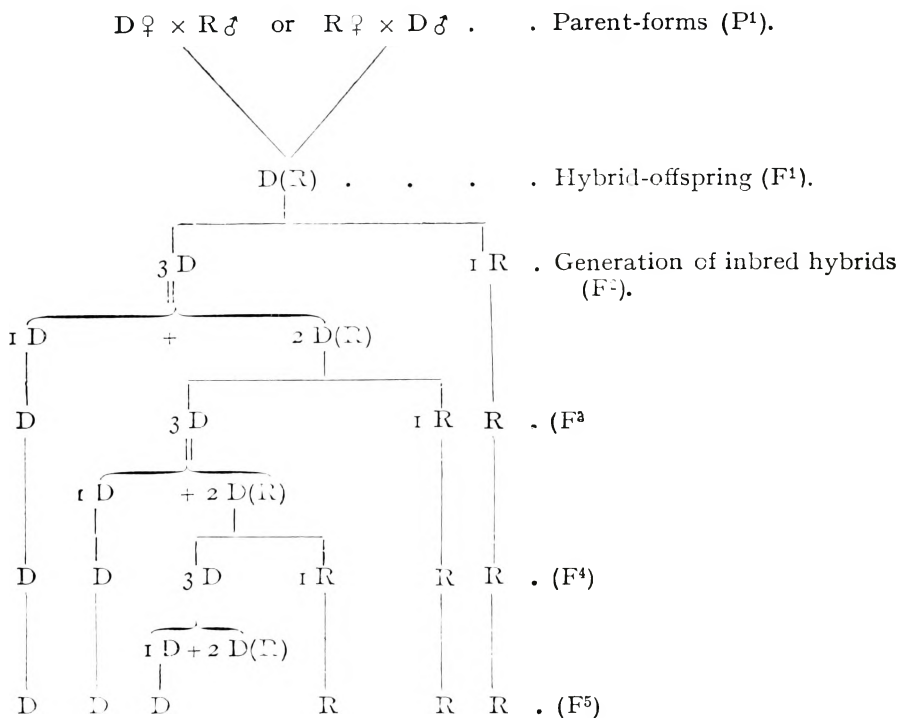 D♀ × R♂ or R♀ × D♂ . . Parent-forms (P¹).
D(R) . . . . Hybrid-offspring (F¹).
3 D 1 R . Generation of inbred hybrids
(F²).
1 D + 2 D(R)
D 3 D 1 R R . (F³
1 D + 2 D(R)
D D 3 D 1 R R R . (F⁴)
1 D + 2 D(R)
D D D R R R . (F⁵)